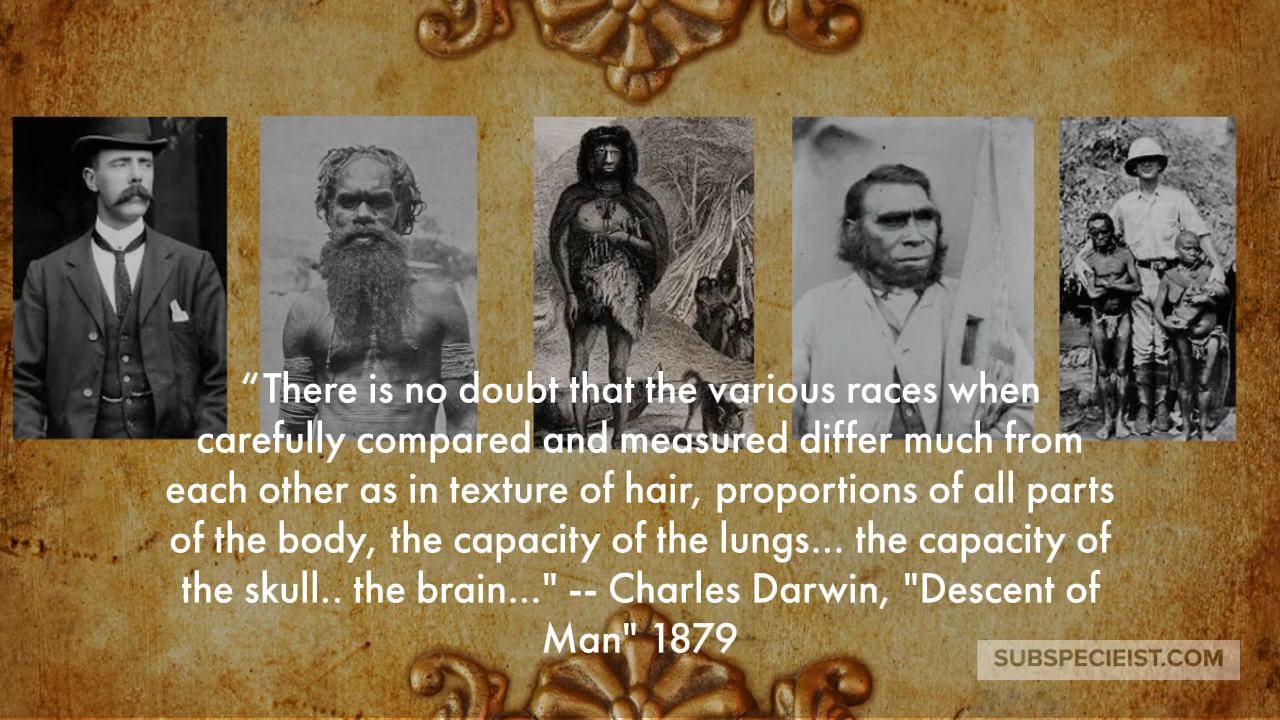 “There is no doubt that the various races when
carefully compared and measured differ much from
each other as in texture of hair, proportions of all parts
of the body, the capacity of the lungs... the capacity of
the skull.. the brain..." -- Charles Darwin, "Descent of
Man" 1879
SUBSPECIEIST.COM